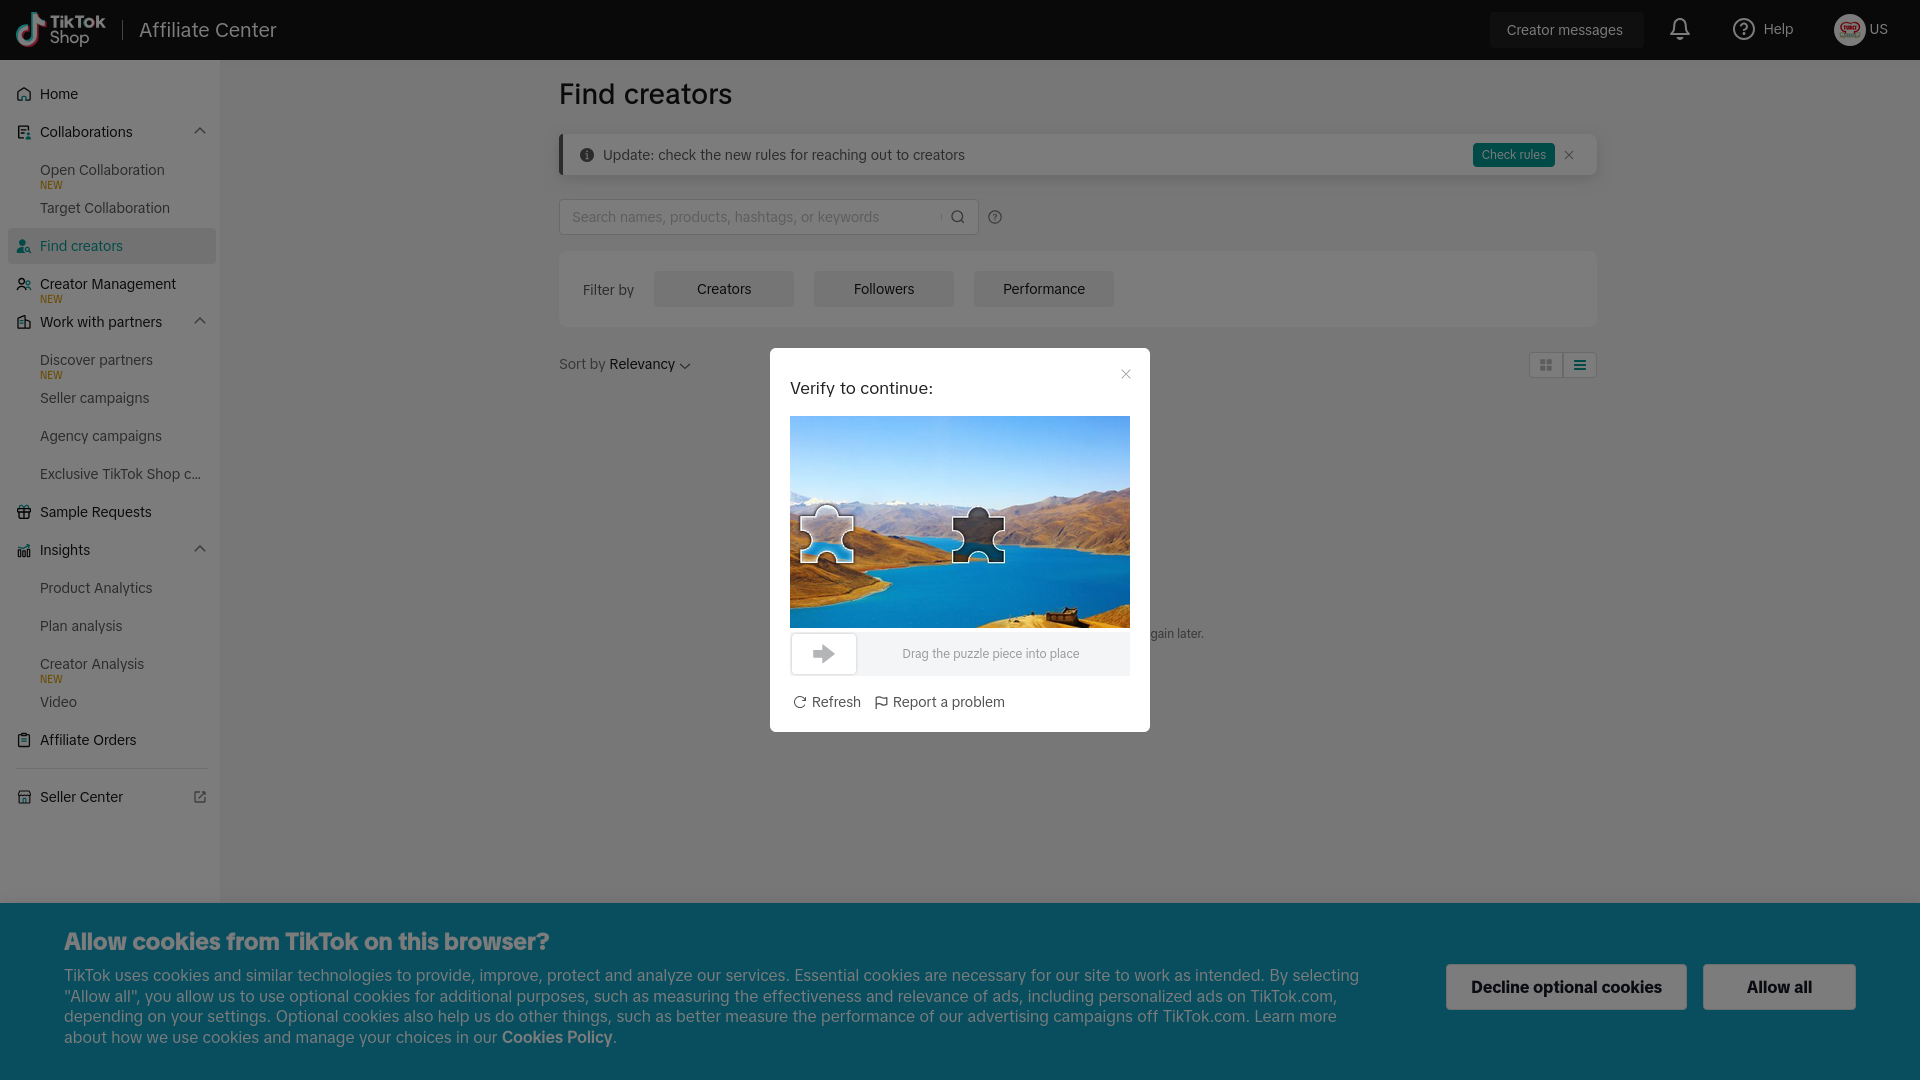 TikTok
Shop
Affiliate Center
Creator messages
Help
US
Home
Collaborations
Open Collaboration
NEW
Target Collaboration
Find creators
Creator Management
NEW
Work with partners
Discover partners
NEW
Seller campaigns
Agency campaigns
Exclusive TikTok Shop c...
Sample Requests
Insights
Product Analytics
Plan analysis
Creator Analysis
NEW
Video
Affiliate Orders
Seller Center
Find creators
Update: check the new rules for reaching out to creators
Check rules
Search names, products, hashtags, or keywords
Filter by
Creators
Followers
Performance
Sort by Relevancy
Verify to continue:
Drag the puzzle piece into place
Refresh
Report a problem
gain later.
Allow cookies from TikTok on this browser?
TikTok uses cookies and similar technologies to provide, improve, protect and analyze our services. Essential cookies are necessary for our site to work as intended. By selecting
"Allow all", you allow us to use optional cookies for additional purposes, such as measuring the effectiveness and relevance of ads, including personalized ads on TikTok.com,
depending on your settings. Optional cookies also help us do other things, such as better measure the performance of our advertising campaigns off TikTok.com. Learn more
about how we use cookies and manage your choices in our Cookies Policy.
Decline optional cookies
Allow all